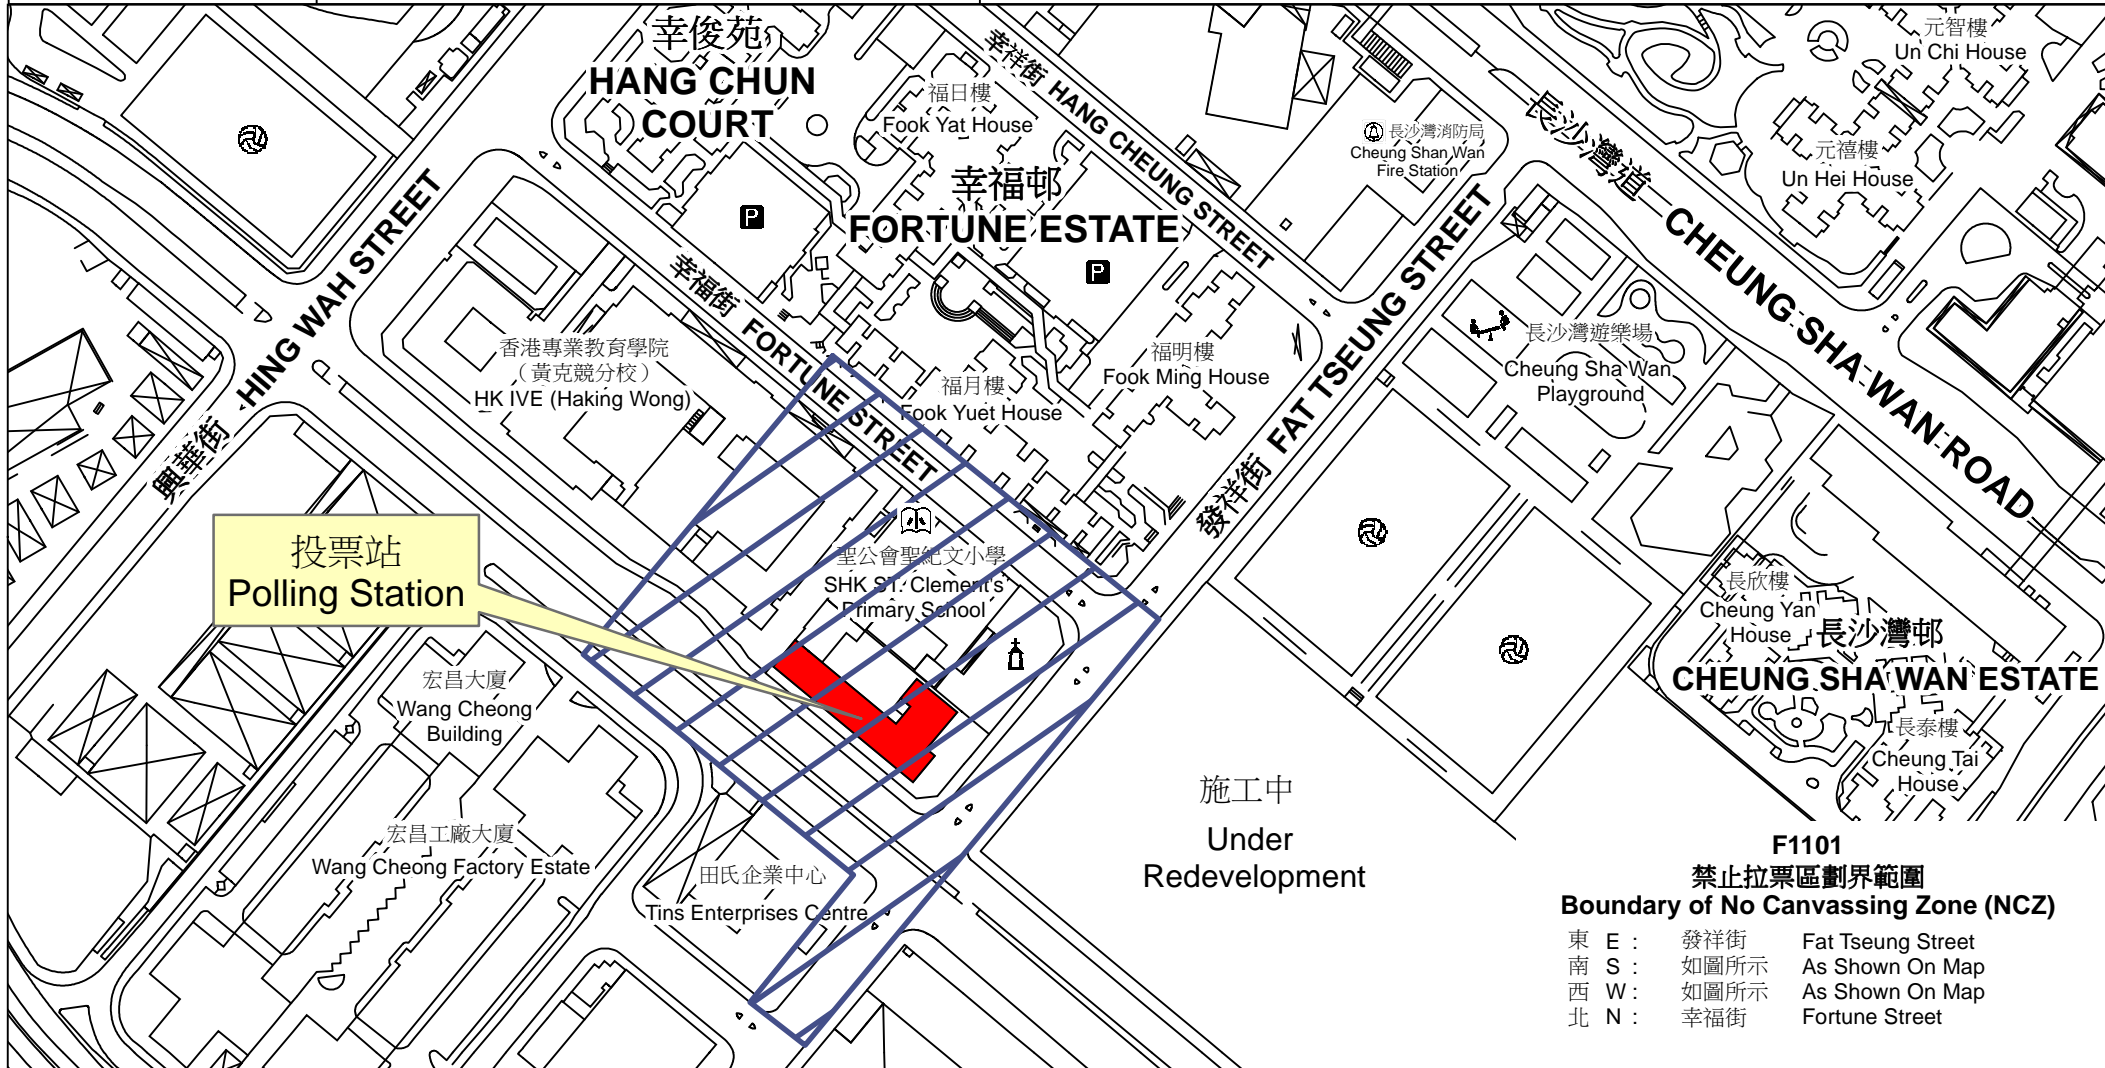 幸俊苑
HANG CHUN
COURT
福日樓
Fook Yat House
幸祥街 HANG CHEUNG STREET
元智樓
Un Chi House
長沙灣消防局
Cheung Shan Wan
Fire Station
元禧樓
Un Hei House
長沙灣道 CHEUNG SHA WAN ROAD
幸福邨
FORTUNE ESTATE
P
P
興華街 HING WAH STREET
幸福街 FORTUNE STREET
發祥街 FAT TSEUNG STREET
香港專業教育學院
（黃克競分校）
HK IVE (Haking Wong)
福月樓
Fook Yuet House
福明樓
Fook Ming House
長沙灣遊樂場
Cheung Sha Wan
Playground
投票站
Polling Station
聖公會聖紀文小學
SHK ST. Clement's
Primary School
長欣樓
Cheung Yan
House
長沙灣邨
CHEUNG SHA WAN ESTATE
長泰樓
Cheung Tai
House
宏昌大廈
Wang Cheong
Building
宏昌工廠大廈
Wang Cheong Factory Estate
田氏企業中心
Tins Enterprises Centre
施工中
Under
Redevelopment
F1101
禁止拉票區劃界範圍
Boundary of No Canvassing Zone (NCZ)
東 E : 發祥街 Fat Tseung Street
南 S : 如圖所示 As Shown On Map
西 W : 如圖所示 As Shown On Map
北 N : 幸福街 Fortune Street